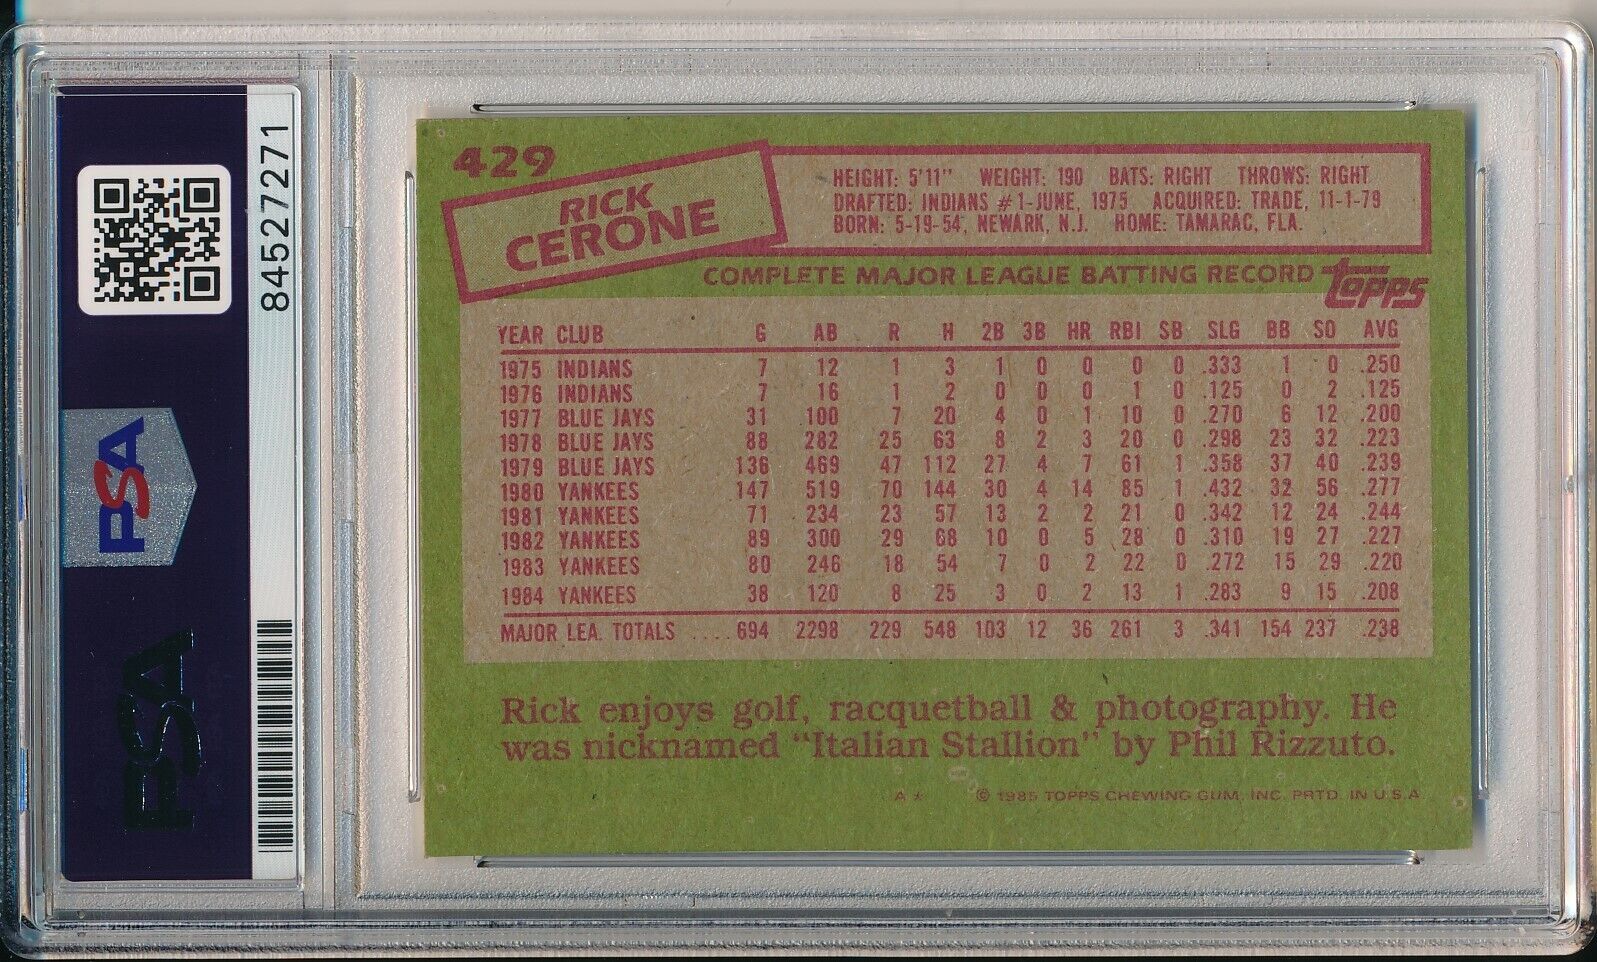 84527271
PSA
PSA
429
RICK
CERONE
HEIGHT: 5'11" WEIGHT: 190 BATS: RIGHT THROWS: RIGHT
DRAFTED: INDIANS #1-JUNE, 1975 ACQUIRED: TRADE, 11-1-79
BORN: 5-19-54, NEWARK, N.J. HOME: TAMARAC, FLA.
COMPLETE MAJOR LEAGUE BATTING RECORD topps
YEAR CLUB G AB R H 2B 3B HR RBI SB SLG BB SO AVG
1975 INDIANS 7 12 1 3 1 0 0 0 0 .333 1 0 .250
1976 INDIANS 7 16 1 2 0 0 0 1 0 .125 0 2 .125
1977 BLUE JAYS 31 100 7 20 4 0 1 10 0 .270 6 12 .200
1978 BLUE JAYS 88 282 25 63 8 2 3 20 0 .298 23 32 .223
1979 BLUE JAYS 136 469 47 112 27 4 7 61 1 .358 37 40 .239
1980 YANKEES 147 519 70 144 30 4 14 85 1 .432 32 56 .277
1981 YANKEES 71 234 23 57 13 2 2 21 0 .342 12 24 .244
1982 YANKEES 89 300 29 68 10 0 5 28 0 .310 19 27 .227
1983 YANKEES 80 246 18 54 7 0 2 22 0 .272 15 29 .220
1984 YANKEES 38 120 8 25 3 0 2 13 1 .283 9 15 .208
MAJOR LEA. TOTALS ....694 2298 229 548 103 12 36 261 3 .341 154 237 .238
Rick enjoys golf, racquetball & photography. He
was nicknamed "Italian Stallion" by Phil Rizzuto.
A* © 1985 TOPPS CHEWING GUM, INC. PRTD. IN U.S.A